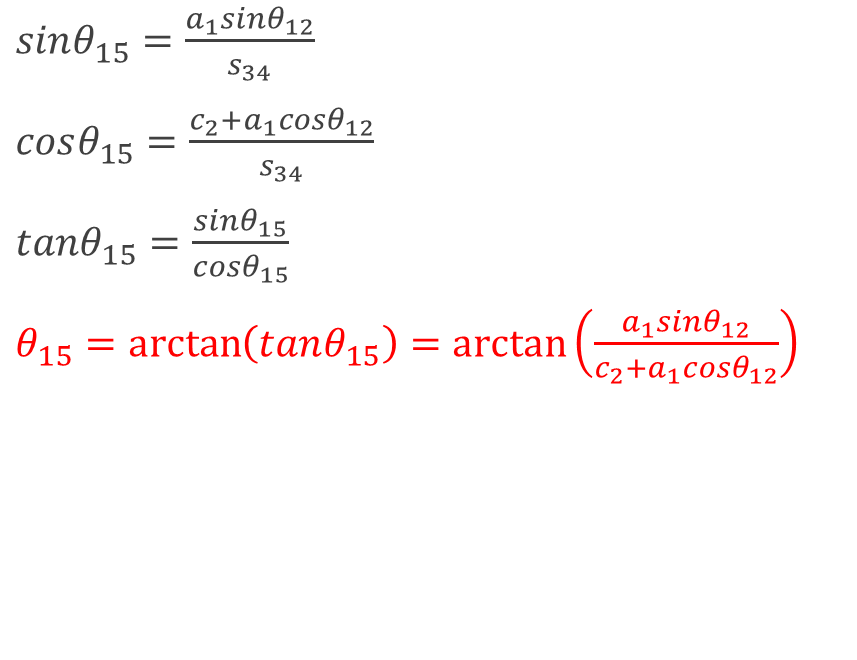 sinθ₁₅ = a₁sinθ₁₂/s₃₄
cosθ₁₅ = c₂+a₁cosθ₁₂/s₃₄
tanθ₁₅ = sinθ₁₅/cosθ₁₅
θ₁₅ = arctan(tanθ₁₅) = arctan(a₁sinθ₁₂/c₂+a₁cosθ₁₂)